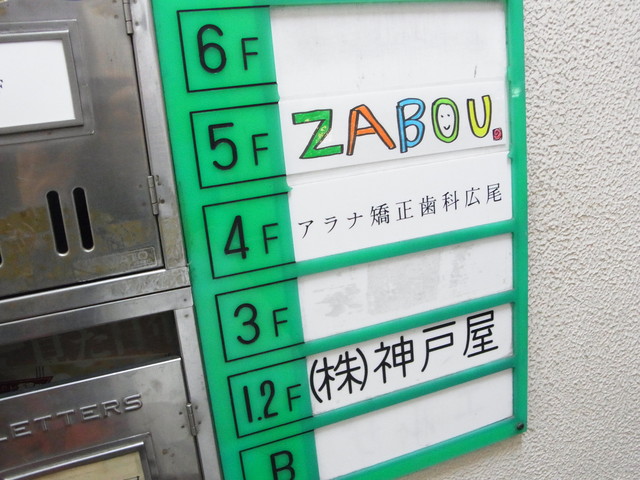 6F
5F ZABOU
4F アラナ矯正歯科広尾
3F
1.2F (株)神戸屋
B
LETTERS
F